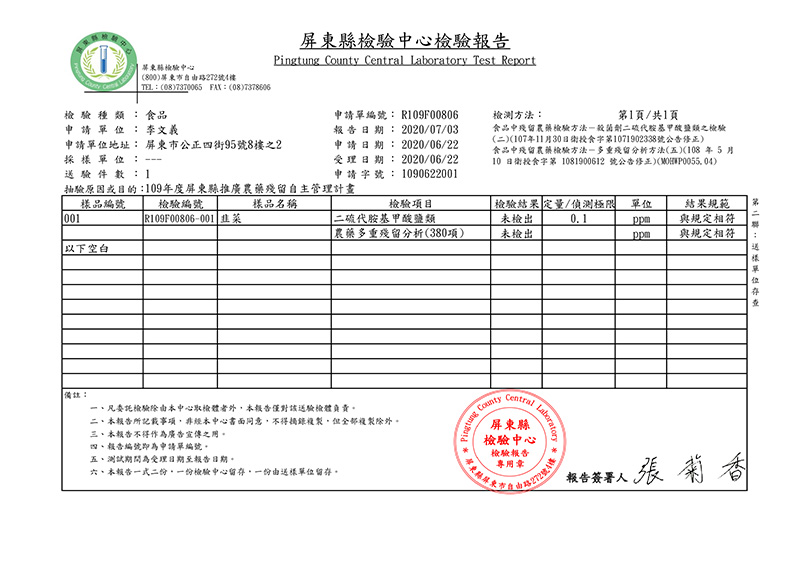 屏東縣檢驗中心檢驗報告
Pingtung County Central Laboratory Test Report
屏東縣檢驗中心
(800)屏東市自由路272號4樓
TEL：(08)7370065 FAX：(08)7378606
檢驗種類：食品 申請單編號：R109F00806 檢測方法： 第1頁/共1頁
申請單位：李文義 報告日期：2020/07/03 食品中殘留農藥檢驗方法－殺菌劑二硫代胺基甲酸鹽類之檢驗
申請單位地址：屏東市公正四街95號8樓之2 申請日期：2020/06/22 (二)(107年11月30日衛授食字第1071902338號公告修正)
採樣單位：--- 受理日期：2020/06/22 食品中殘留農藥檢驗方法－多重殘留分析方法(五)(108 年 5 月
送驗件數：1 申請字號：1090622001 10 日衛授食字第 1081900612 號公告修正)(MOHWP0055.04)
抽驗原因或目的：109年度屏東縣推廣農藥殘留自主管理計畫
樣品編號 檢驗編號 樣品名稱 檢驗項目 檢驗結果 定量/偵測極限 單位 結果規範
001 R109F00806-001 韭菜 二硫代胺基甲酸鹽類 未檢出 0.1 ppm 與規定相符
農藥多重殘留分析(380項) 未檢出 ppm 與規定相符
以下空白
第二聯：送樣單位存查
備註：
一、凡委託檢驗除由本中心取檢體者外，本報告僅對該送驗檢體負責。
二、本報告所記載事項，非經本中心書面同意，不得摘錄複製，但全部複製除外。
三、本報告不得作為廣告宣傳之用。
四、報告編號即為申請單編號。
五、測試期間為受理日期至報告日期。
六、本報告一式二份，一份檢驗中心留存，一份由送樣單位留存。
Pingtung County Central Laboratory
屏東縣
檢驗中心
檢驗報告
專用章
＊屏東縣屏東市自由路272號4樓＊
報告簽署人 張菊香